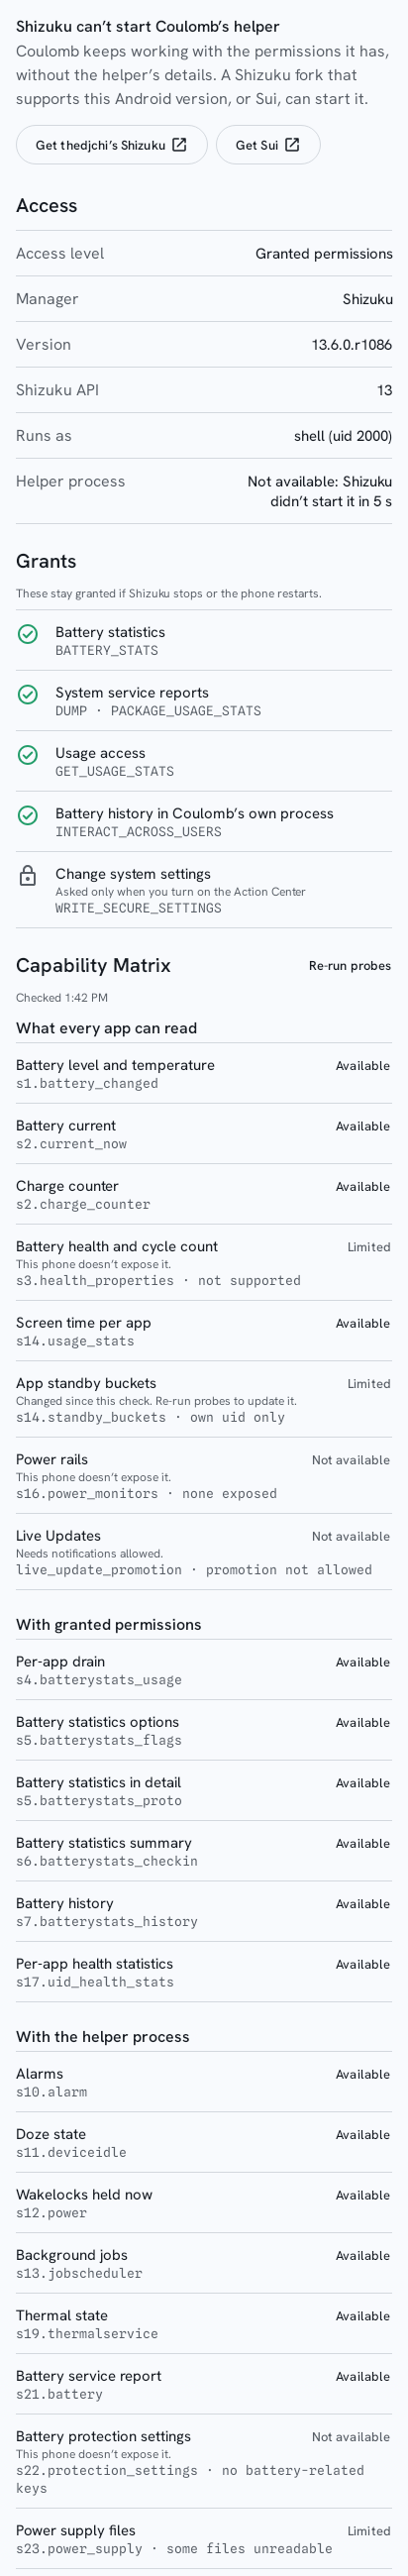 Shizuku can’t start Coulomb’s helper
Coulomb keeps working with the permissions it has,
without the helper’s details. A Shizuku fork that
supports this Android version, or Sui, can start it.
Get thedjchi’s Shizuku
Get Sui
Access
Access level
Granted permissions
Manager
Shizuku
Version
13.6.0.r1086
Shizuku API
13
Runs as
shell (uid 2000)
Helper process
Not available: Shizuku
didn’t start it in 5 s
Grants
These stay granted if Shizuku stops or the phone restarts.
Battery statistics
BATTERY_STATS
System service reports
DUMP · PACKAGE_USAGE_STATS
Usage access
GET_USAGE_STATS
Battery history in Coulomb’s own process
INTERACT_ACROSS_USERS
Change system settings
Asked only when you turn on the Action Center
WRITE_SECURE_SETTINGS
Capability Matrix
Re-run probes
Checked 1:42 PM
What every app can read
Battery level and temperature
Available
s1.battery_changed
Battery current
Available
s2.current_now
Charge counter
Available
s2.charge_counter
Battery health and cycle count
Limited
This phone doesn’t expose it.
s3.health_properties · not supported
Screen time per app
Available
s14.usage_stats
App standby buckets
Limited
Changed since this check. Re-run probes to update it.
s14.standby_buckets · own uid only
Power rails
Not available
This phone doesn’t expose it.
s16.power_monitors · none exposed
Live Updates
Not available
Needs notifications allowed.
live_update_promotion · promotion not allowed
With granted permissions
Per-app drain
Available
s4.batterystats_usage
Battery statistics options
Available
s5.batterystats_flags
Battery statistics in detail
Available
s5.batterystats_proto
Battery statistics summary
Available
s6.batterystats_checkin
Battery history
Available
s7.batterystats_history
Per-app health statistics
Available
s17.uid_health_stats
With the helper process
Alarms
Available
s10.alarm
Doze state
Available
s11.deviceidle
Wakelocks held now
Available
s12.power
Background jobs
Available
s13.jobscheduler
Thermal state
Available
s19.thermalservice
Battery service report
Available
s21.battery
Battery protection settings
Not available
This phone doesn’t expose it.
s22.protection_settings · no battery-related
keys
Power supply files
Limited
s23.power_supply · some files unreadable